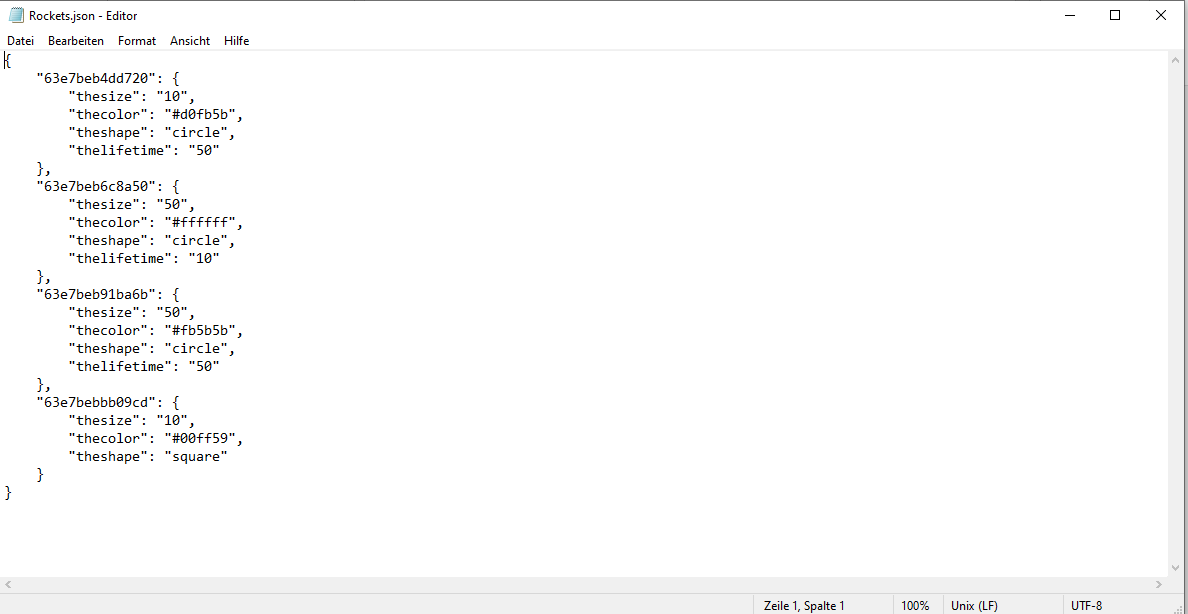 Rockets.json - Editor
Datei Bearbeiten Format Ansicht Hilfe
{
    "63e7beb4dd720": {
        "thesize": "10",
        "thecolor": "#d0fb5b",
        "theshape": "circle",
        "thelifetime": "50"
    },
    "63e7beb6c8a50": {
        "thesize": "50",
        "thecolor": "#ffffff",
        "theshape": "circle",
        "thelifetime": "10"
    },
    "63e7beb91ba6b": {
        "thesize": "50",
        "thecolor": "#fb5b5b",
        "theshape": "circle",
        "thelifetime": "50"
    },
    "63e7bebbb09cd": {
        "thesize": "10",
        "thecolor": "#00ff59",
        "theshape": "square"
    }
}
Zeile 1, Spalte 1 100% Unix (LF) UTF-8